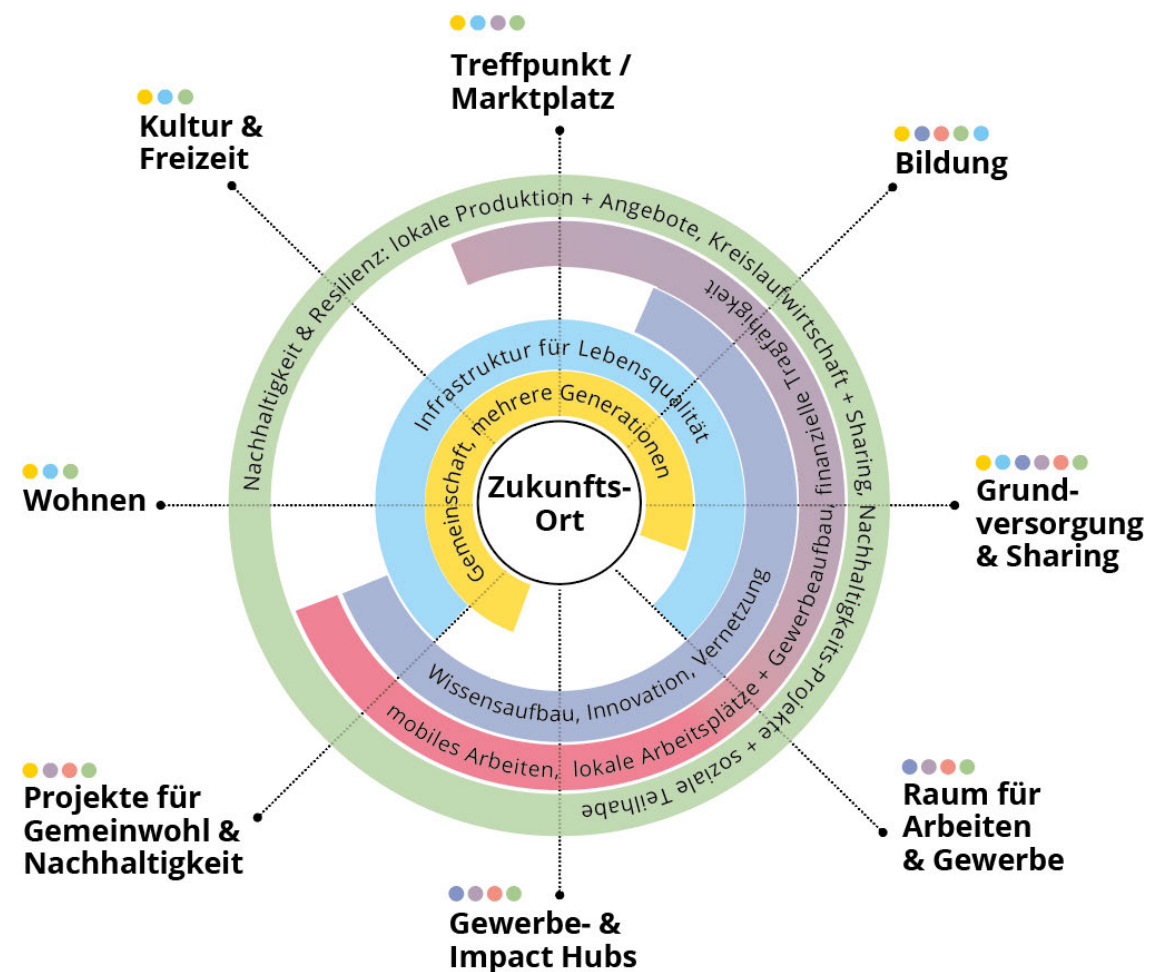 Treffpunkt /
Marktplatz
Kultur &
Freizeit
Bildung
Nachhaltigkeit & Resilienz: lokale Produktion + Angebote, Kreislaufwirtschaft + Sharing, Nachhaltigkeits-Projekte + soziale Teilhabe
mobiles Arbeiten, lokale Arbeitsplätze + Gewerbeaufbau, finanzielle Tragfähigkeit
Infrastruktur für Lebensqualität
Gemeinschaft, mehrere Generationen
Wissensaufbau, Innovation, Vernetzung
Zukunfts-
Ort
Wohnen
Grund-
versorgung
& Sharing
Projekte für
Gemeinwohl &
Nachhaltigkeit
Raum für
Arbeiten
& Gewerbe
Gewerbe- &
Impact Hubs